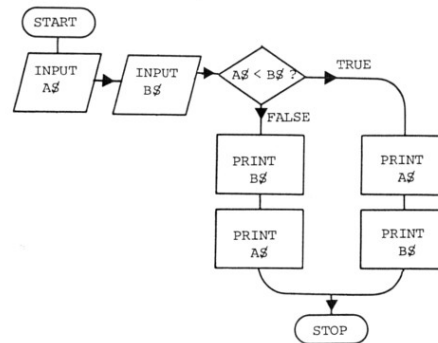 START
INPUT
A$
INPUT
B$
A$ < B$ ?
TRUE
FALSE
PRINT
B$
PRINT
A$
PRINT
A$
PRINT
B$
STOP